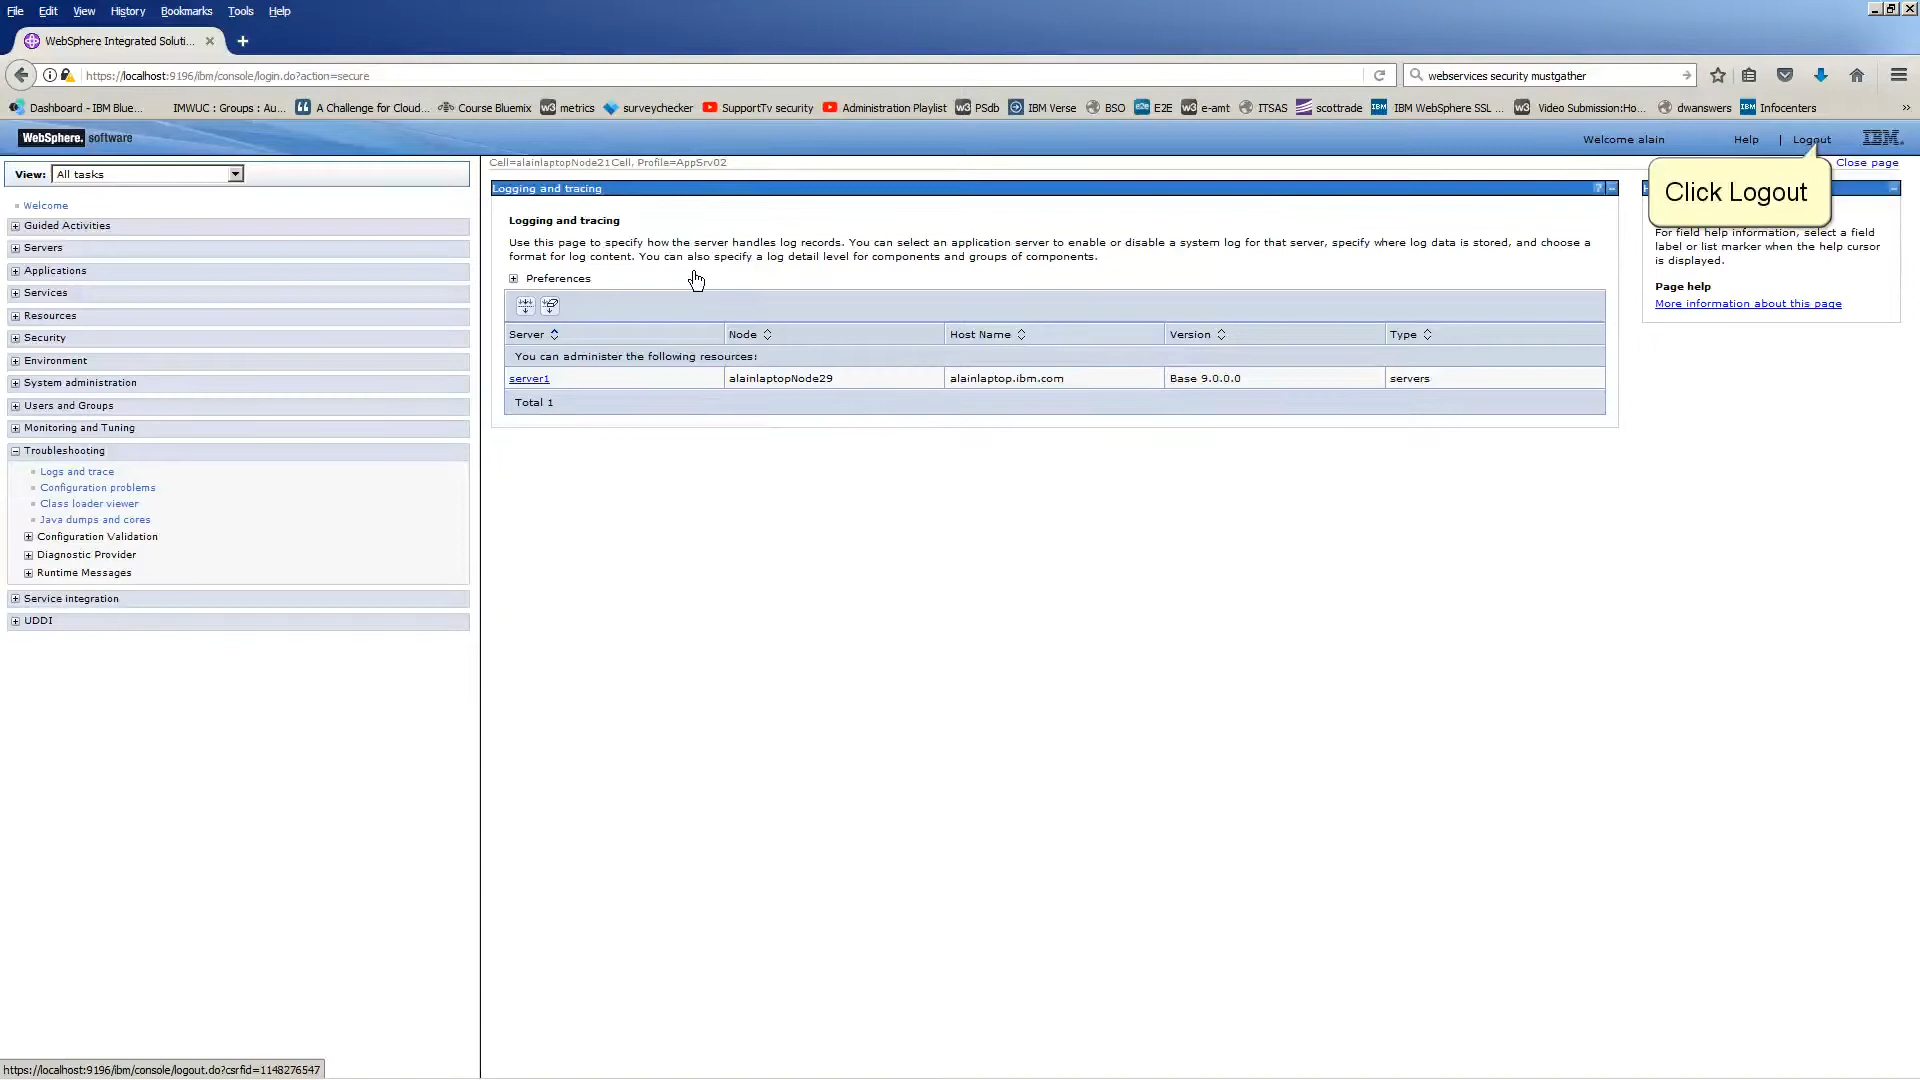 File Edit View History Bookmarks Tools Help
WebSphere Integrated Soluti...
https://localhost:9196/ibm/console/login.do?action=secure
webservices security mustgather
Dashboard - IBM Blue... IMWUC : Groups : Au... A Challenge for Cloud... Course Bluemix w3 metrics surveychecker SupportTv security Administration Playlist w3 PSdb IBM Verse BSO E2E E2E w3 e-amt ITSAS scottrade IBM IBM WebSphere SSL ... w3 Video Submission:Ho... dwanswers IBM Infocenters
WebSphere. software
Welcome alain Help | Logout IBM.
View: All tasks
Cell=alainlaptopNode21Cell, Profile=AppSrv02
Close page
Click Logout
Welcome
Guided Activities
Servers
Applications
Services
Resources
Security
Environment
System administration
Users and Groups
Monitoring and Tuning
Troubleshooting
Logs and trace
Configuration problems
Class loader viewer
Java dumps and cores
Configuration Validation
Diagnostic Provider
Runtime Messages
Service integration
UDDI
Logging and tracing
Logging and tracing
Use this page to specify how the server handles log records. You can select an application server to enable or disable a system log for that server, specify where log data is stored, and choose a
format for log content. You can also specify a log detail level for components and groups of components.
Preferences
Server Node Host Name Version Type
You can administer the following resources:
server1 alainlaptopNode29 alainlaptop.ibm.com Base 9.0.0.0 servers
Total 1
For field help information, select a field
label or list marker when the help cursor
is displayed.
Page help
More information about this page
https://localhost:9196/ibm/console/logout.do?csrfid=1148276547